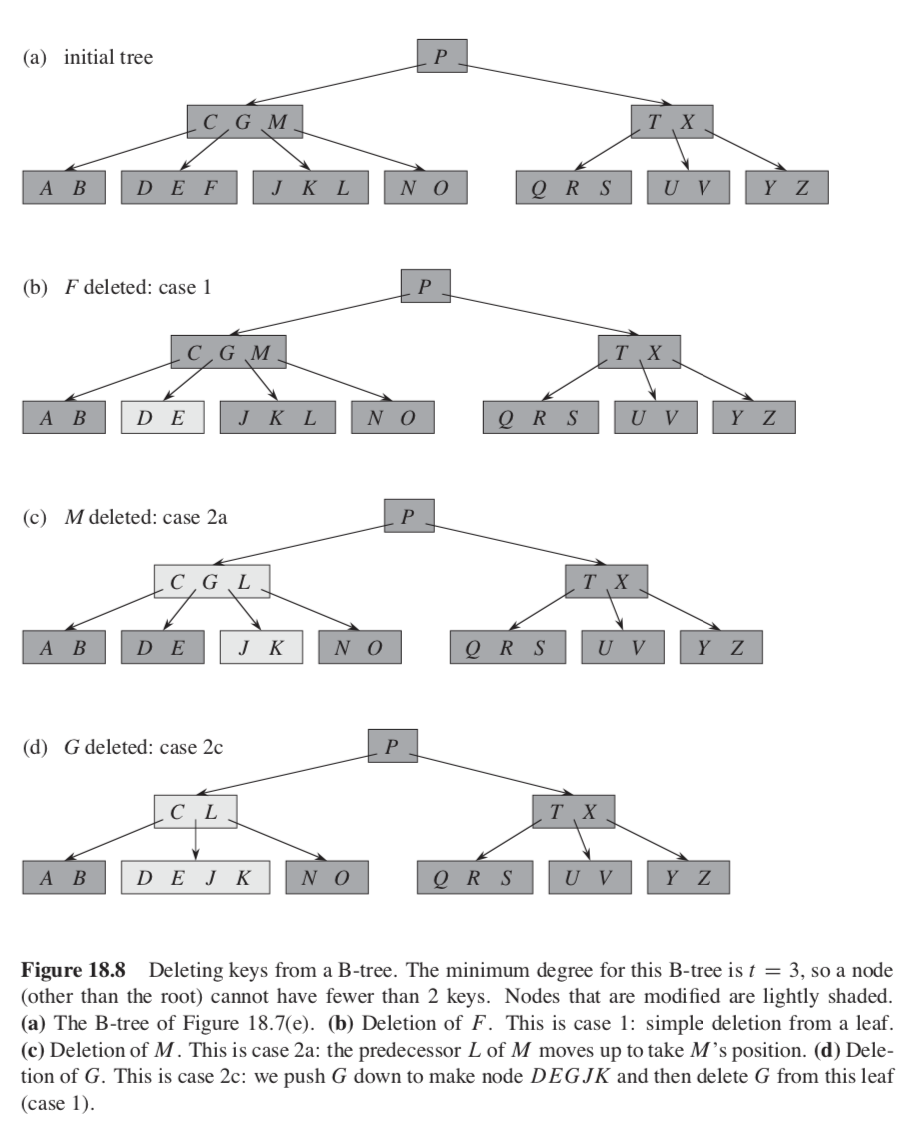 (a) initial tree
P
C G M
T X
A B
D E F
J K L
N O
Q R S
U V
Y Z
(b) F deleted: case 1
P
C G M
T X
A B
D E
J K L
N O
Q R S
U V
Y Z
(c) M deleted: case 2a
P
C G L
T X
A B
D E
J K
N O
Q R S
U V
Y Z
(d) G deleted: case 2c
P
C L
T X
A B
D E J K
N O
Q R S
U V
Y Z
Figure 18.8 Deleting keys from a B-tree. The minimum degree for this B-tree is t = 3, so a node
(other than the root) cannot have fewer than 2 keys. Nodes that are modified are lightly shaded.
(a) The B-tree of Figure 18.7(e). (b) Deletion of F. This is case 1: simple deletion from a leaf.
(c) Deletion of M. This is case 2a: the predecessor L of M moves up to take M’s position. (d) Dele-
tion of G. This is case 2c: we push G down to make node DEGJK and then delete G from this leaf
(case 1).